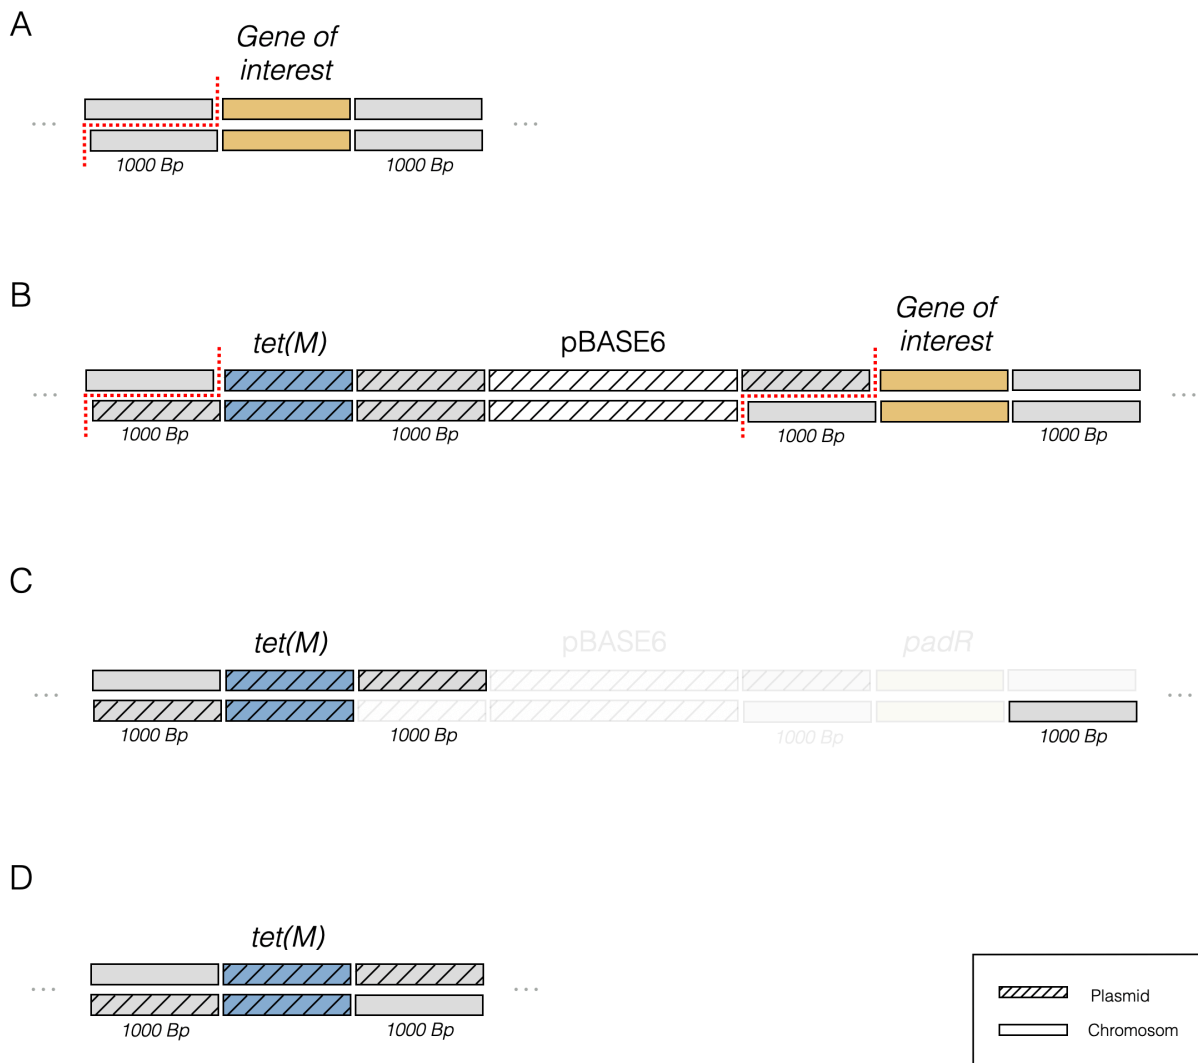 A
Gene of
interest
...
...
1000 Bp
1000 Bp
B
tet(M)
pBASE6
Gene of
interest
...
...
1000 Bp
1000 Bp
1000 Bp
1000 Bp
C
tet(M)
pBASE6
padR
...
...
1000 Bp
1000 Bp
1000 Bp
1000 Bp
D
tet(M)
...
...
1000 Bp
1000 Bp
Plasmid
Chromosom